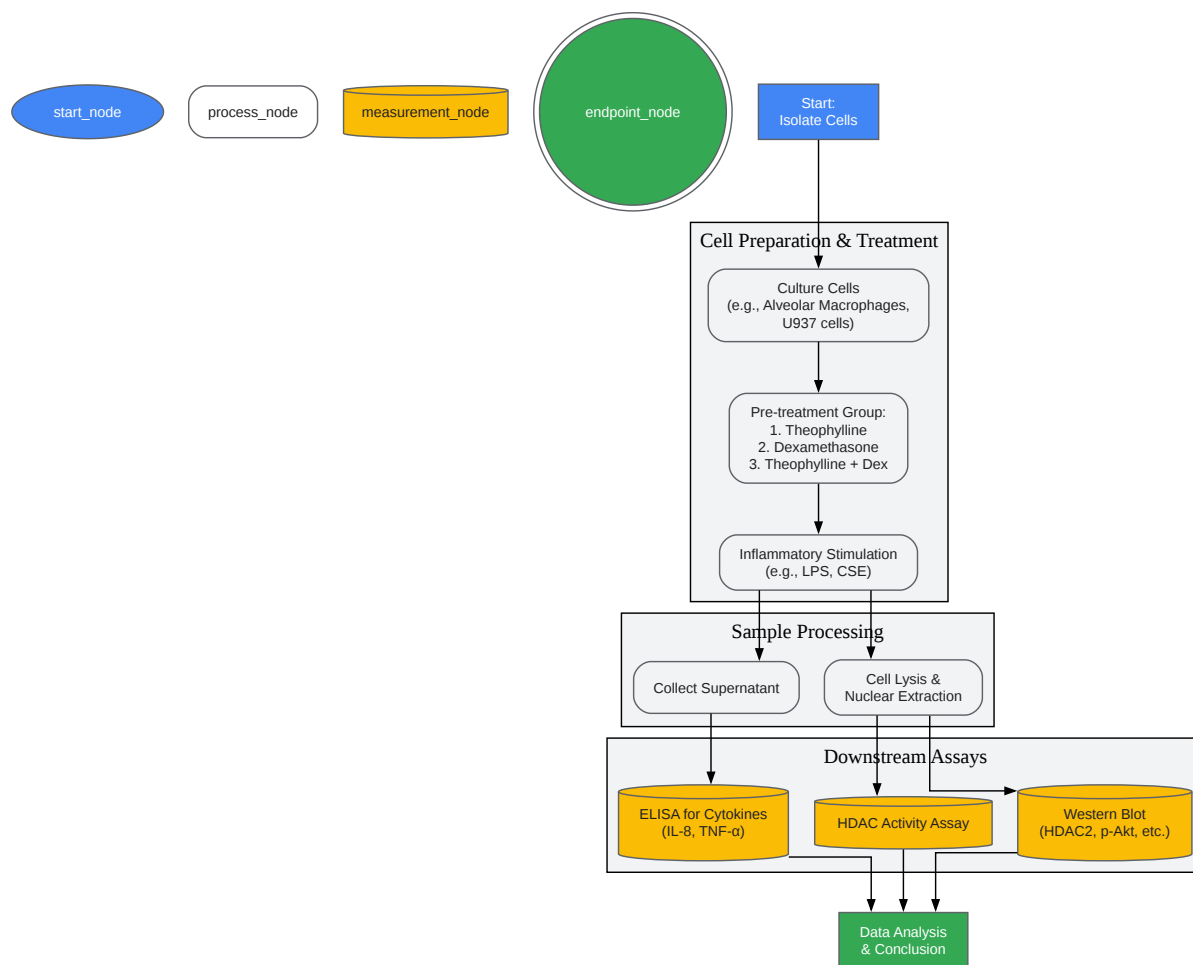 start_node
process_node
measurement_node
endpoint_node
Start:
Isolate Cells
Cell Preparation & Treatment
Culture Cells
(e.g., Alveolar Macrophages,
U937 cells)
Pre-treatment Group:
1. Theophylline
2. Dexamethasone
3. Theophylline + Dex
Inflammatory Stimulation
(e.g., LPS, CSE)
Sample Processing
Collect Supernatant
Cell Lysis &
Nuclear Extraction
Downstream Assays
ELISA for Cytokines
(IL-8, TNF-α)
HDAC Activity Assay
Western Blot
(HDAC2, p-Akt, etc.)
Data Analysis
& Conclusion